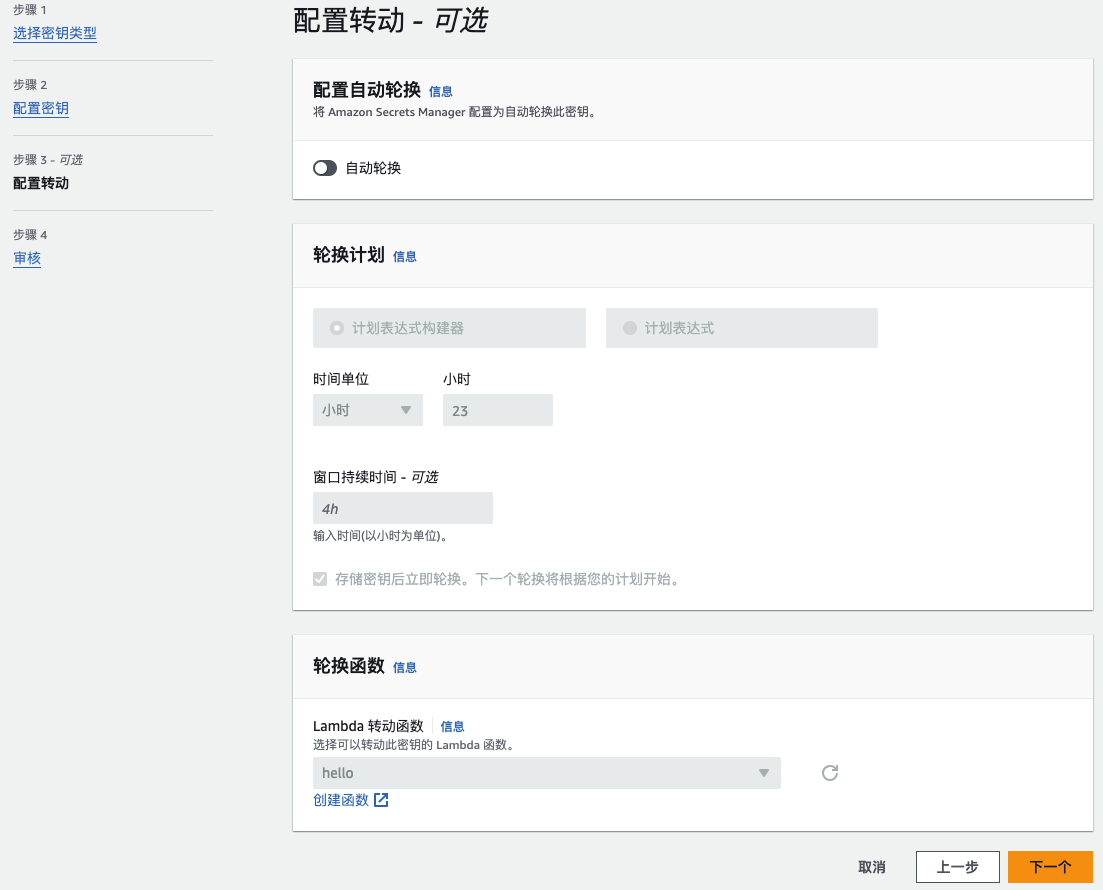 步骤 1
选择密钥类型
步骤 2
配置密钥
步骤 3 - 可选
配置转动
步骤 4
审核
配置转动 - 可选
配置自动轮换 信息
将 Amazon Secrets Manager 配置为自动轮换此密钥。
自动轮换
轮换计划 信息
计划表达式构建器 计划表达式
时间单位 小时
小时 23
窗口持续时间 - 可选
4h
输入时间(以小时为单位)。
存储密钥后立即轮换。下一个轮换将根据您的计划开始。
轮换函数 信息
Lambda 转动函数 信息
选择可以转动此密钥的 Lambda 函数。
hello
创建函数
取消 上一步 下一个